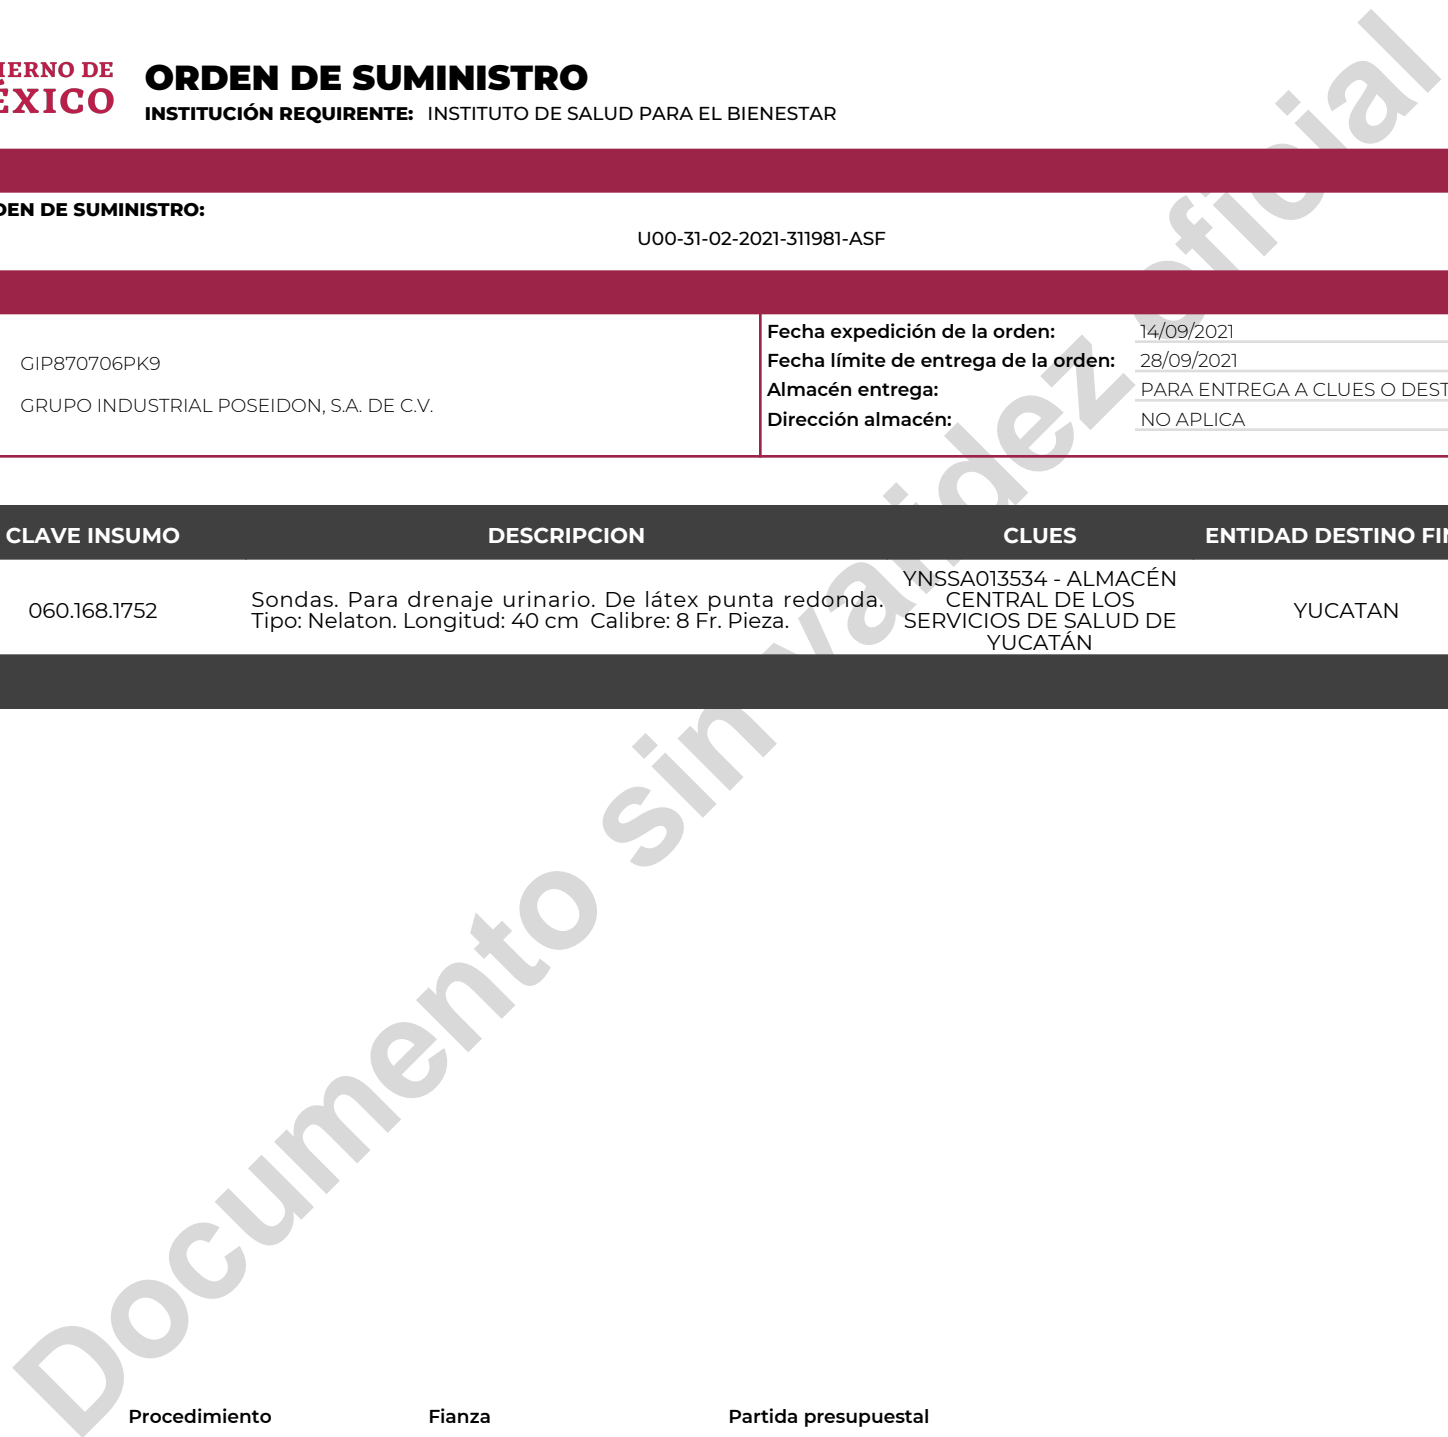 IERNO DE
ÉXICO
ORDEN DE SUMINISTRO
INSTITUCIÓN REQUIRENTE: INSTITUTO DE SALUD PARA EL BIENESTAR
DEN DE SUMINISTRO:
U00-31-02-2021-311981-ASF
GIP870706PK9
GRUPO INDUSTRIAL POSEIDON, S.A. DE C.V.
Fecha expedición de la orden: 14/09/2021
Fecha límite de entrega de la orden: 28/09/2021
Almacén entrega: PARA ENTREGA A CLUES O DEST
Dirección almacén: NO APLICA
CLAVE INSUMO DESCRIPCION CLUES ENTIDAD DESTINO FIN
060.168.1752
Sondas. Para drenaje urinario. De látex punta redonda.
Tipo: Nelaton. Longitud: 40 cm Calibre: 8 Fr. Pieza.
YNSSA013534 - ALMACÉN
CENTRAL DE LOS
SERVICIOS DE SALUD DE
YUCATÁN
YUCATAN
Documento sin validez oficial
Procedimiento Fianza Partida presupuestal